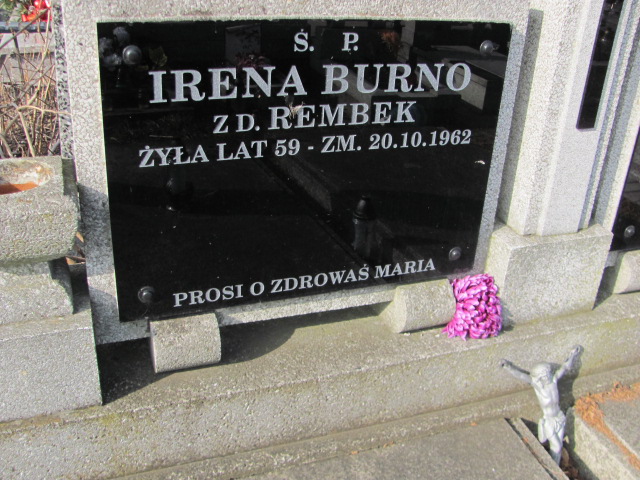 Ś. P.
IRENA BURNO
Z D. REMBEK
ŻYŁA LAT 59 - ZM. 20.10.1962
PROSI O ZDROWAŚ MARIA